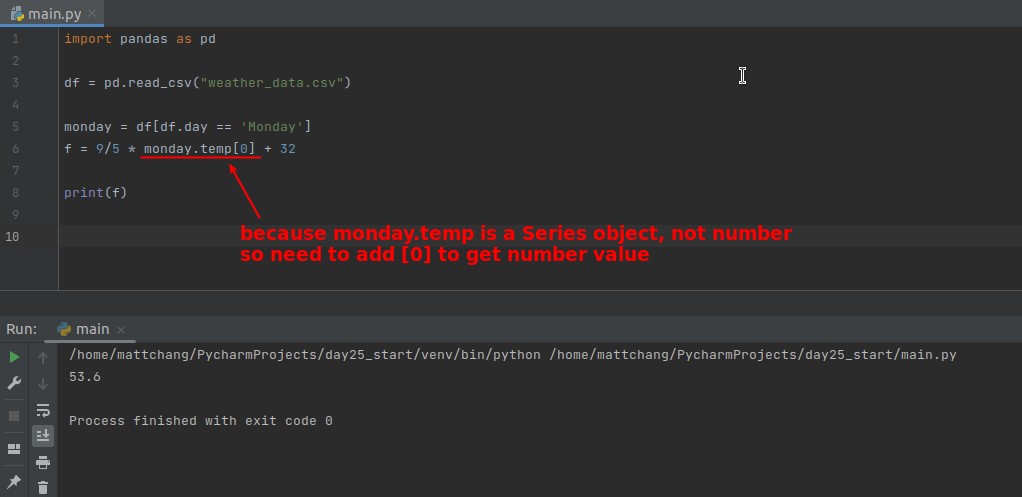 main.py
1 import pandas as pd
2
3 df = pd.read_csv("weather_data.csv")
4
5 monday = df[df.day == 'Monday']
6 f = 9/5 * monday.temp[0] + 32
7
8 print(f)
9
10
because monday.temp is a Series object, not number
so need to add [0] to get number value
Run: main
/home/mattchang/PycharmProjects/day25_start/venv/bin/python /home/mattchang/PycharmProjects/day25_start/main.py
53.6
Process finished with exit code 0